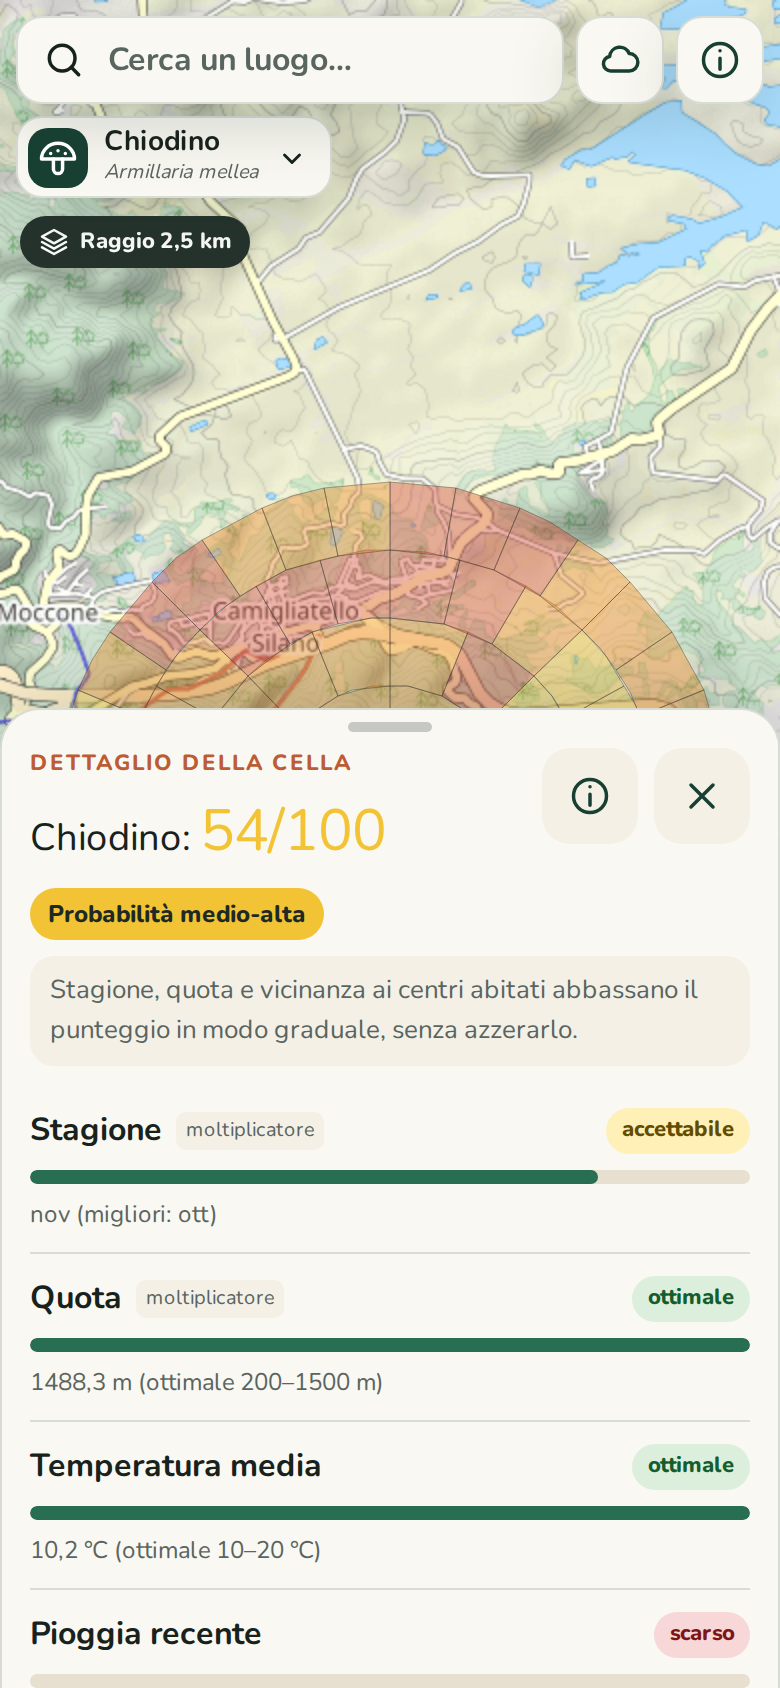 Cerca un luogo...
Chiodino
Armillaria mellea
Raggio 2,5 km
Moccone
Camigliatello
Silano
DETTAGLIO DELLA CELLA
Chiodino: 54/100
Probabilità medio-alta
Stagione, quota e vicinanza ai centri abitati abbassano il
punteggio in modo graduale, senza azzerarlo.
Stagione moltiplicatore accettabile
nov (migliori: ott)
Quota moltiplicatore ottimale
1488,3 m (ottimale 200–1500 m)
Temperatura media ottimale
10,2 °C (ottimale 10–20 °C)
Pioggia recente scarso